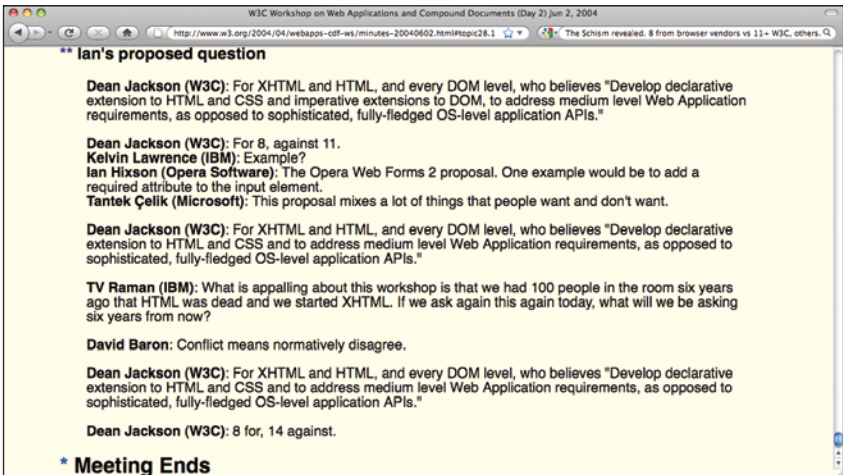 W3C Workshop on Web Applications and Compound Documents (Day 2) Jun 2, 2004
http://www.w3.org/2004/04/webapps-cdf-ws/minutes-20040602.html#topic28.1
The Schism revealed. 8 from browser vendors vs 11+ W3C, others.
** Ian's proposed question
Dean Jackson (W3C): For XHTML and HTML, and every DOM level, who believes "Develop declarative
extension to HTML and CSS and imperative extensions to DOM, to address medium level Web Application
requirements, as opposed to sophisticated, fully-fledged OS-level application APIs."
Dean Jackson (W3C): For 8, against 11.
Kelvin Lawrence (IBM): Example?
Ian Hixson (Opera Software): The Opera Web Forms 2 proposal. One example would be to add a
required attribute to the input element.
Tantek Çelik (Microsoft): This proposal mixes a lot of things that people want and don't want.
Dean Jackson (W3C): For XHTML and HTML, and every DOM level, who believes "Develop declarative
extension to HTML and CSS and to address medium level Web Application requirements, as opposed to
sophisticated, fully-fledged OS-level application APIs."
TV Raman (IBM): What is appalling about this workshop is that we had 100 people in the room six years
ago that HTML was dead and we started XHTML. If we ask again this again today, what will we be asking
six years from now?
David Baron: Conflict means normatively disagree.
Dean Jackson (W3C): For XHTML and HTML, and every DOM level, who believes "Develop declarative
extension to HTML and CSS and to address medium level Web Application requirements, as opposed to
sophisticated, fully-fledged OS-level application APIs."
Dean Jackson (W3C): 8 for, 14 against.
* Meeting Ends